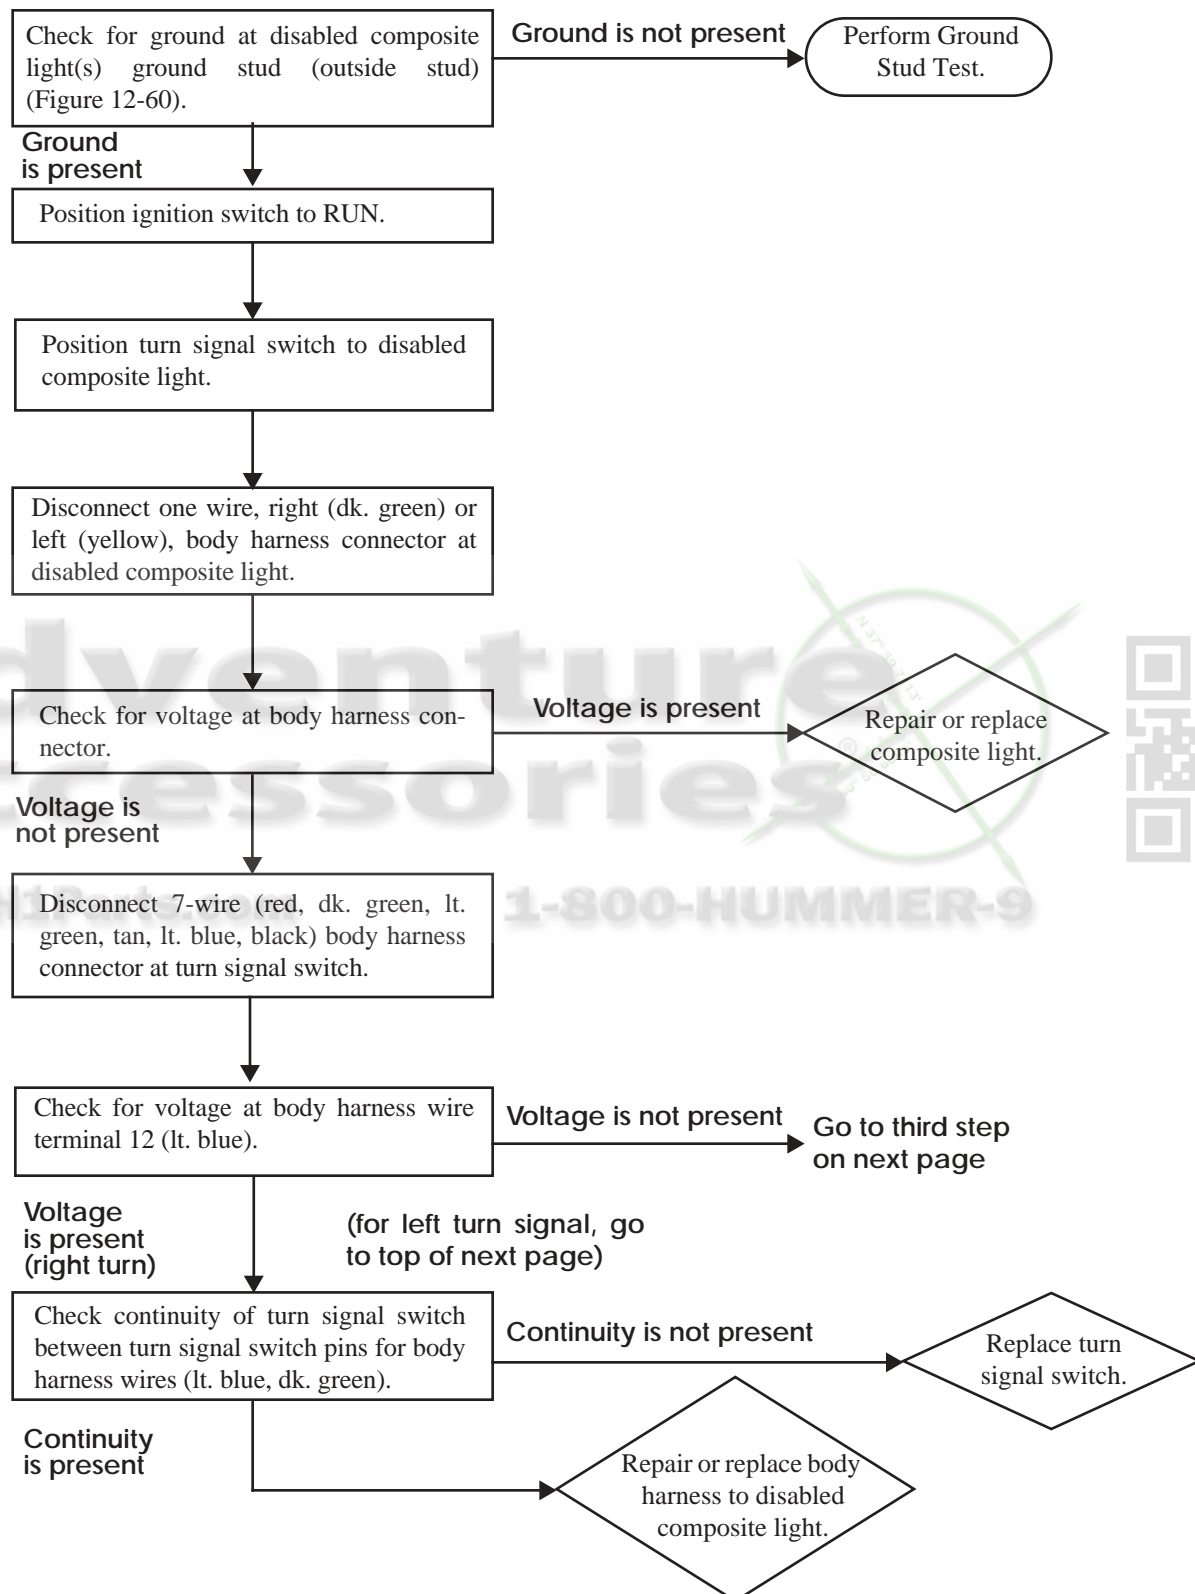 Check for ground at disabled composite
light(s) ground stud (outside stud)
(Figure 12-60).
Ground is not present
Perform Ground
Stud Test.
Ground
is present
Position ignition switch to RUN.
Position turn signal switch to disabled
composite light.
Disconnect one wire, right (dk. green) or
left (yellow), body harness connector at
disabled composite light.
Check for voltage at body harness con-
nector.
Voltage is present
Repair or replace
composite light.
dventure
ccessories®
Voltage is
not present
H1Parts.com
1-800-HUMMER-9
Disconnect 7-wire (red, dk. green, lt.
green, tan, lt. blue, black) body harness
connector at turn signal switch.
Check for voltage at body harness wire
terminal 12 (lt. blue).
Voltage is not present
Go to third step
on next page
Voltage
is present
(right turn)
(for left turn signal, go
to top of next page)
Check continuity of turn signal switch
between turn signal switch pins for body
harness wires (lt. blue, dk. green).
Continuity is not present
Replace turn
signal switch.
Continuity
is present
Repair or replace body
harness to disabled
composite light.